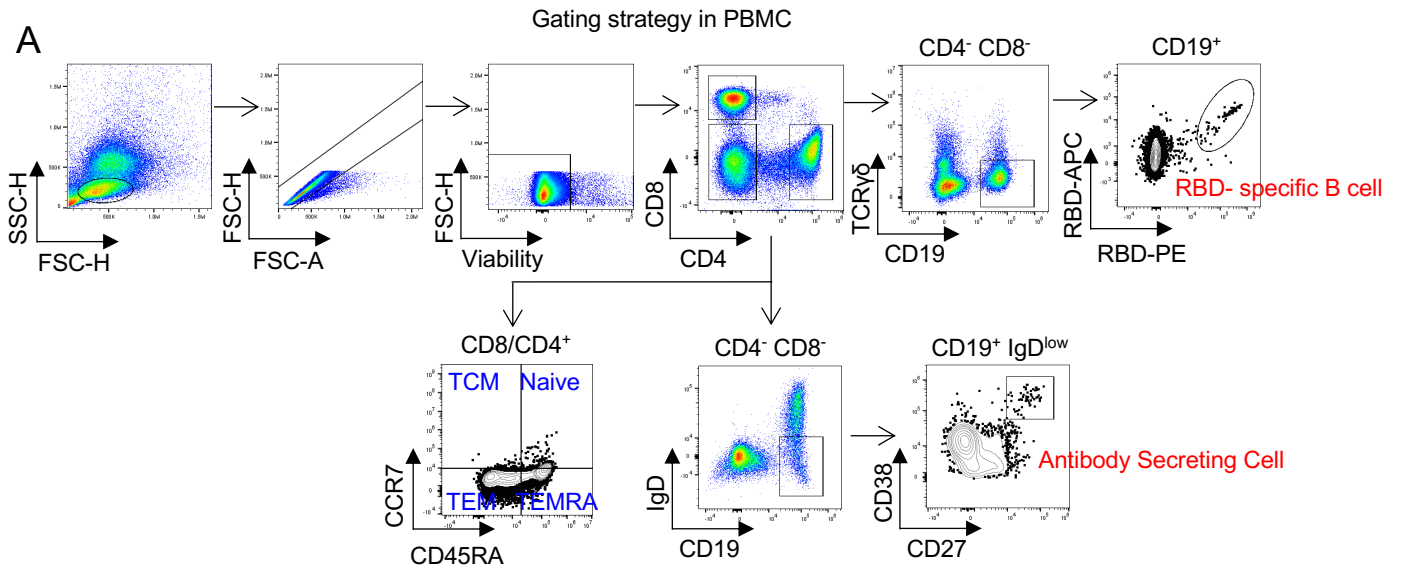 Gating strategy in PBMC
A
CD4⁻ CD8⁻
CD19⁺
SSC-H
FSC-H
FSC-H
FSC-A
FSC-H
Viability
CD8
CD4
TCRγδ
CD19
RBD-APC
RBD-PE
RBD- specific B cell
CD8/CD4⁺
CD4⁻ CD8⁻
CD19⁺ IgDˡᵒʷ
TCM
Naive
TEM
TEMRA
CCR7
CD45RA
IgD
CD19
CD38
CD27
Antibody Secreting Cell